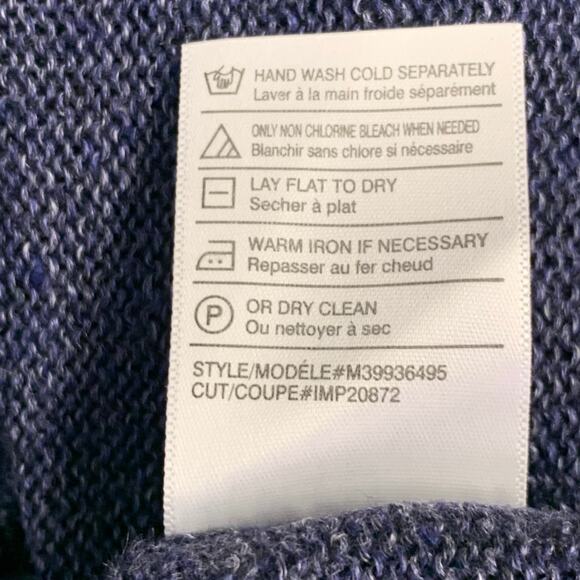 HAND WASH COLD SEPARATELY
Laver à la main froide séparément
ONLY NON CHLORINE BLEACH WHEN NEEDED
Blanchir sans chlore si nécessaire
LAY FLAT TO DRY
Secher à plat
WARM IRON IF NECESSARY
Repasser au fer cheud
P OR DRY CLEAN
Ou nettoyer à sec
STYLE/MODÉLE#M39936495
CUT/COUPE#IMP20872